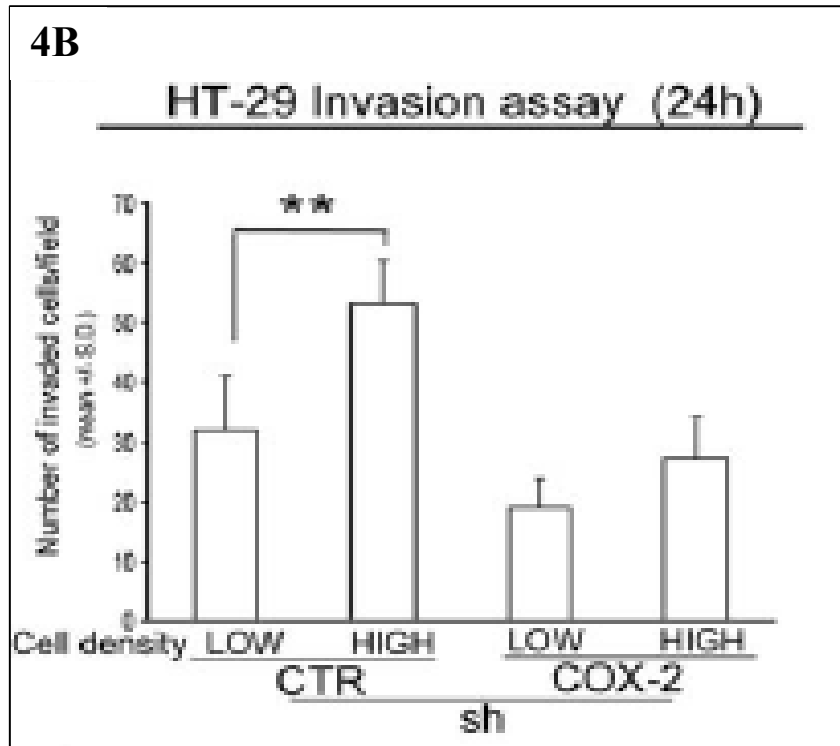 4B
HT-29 Invasion assay (24h)
Number of invaded cells/field
(mean +/- S.D.)
70
60
50
40
30
20
10
0
**
Cell density LOW HIGH LOW HIGH
CTR COX-2
sh